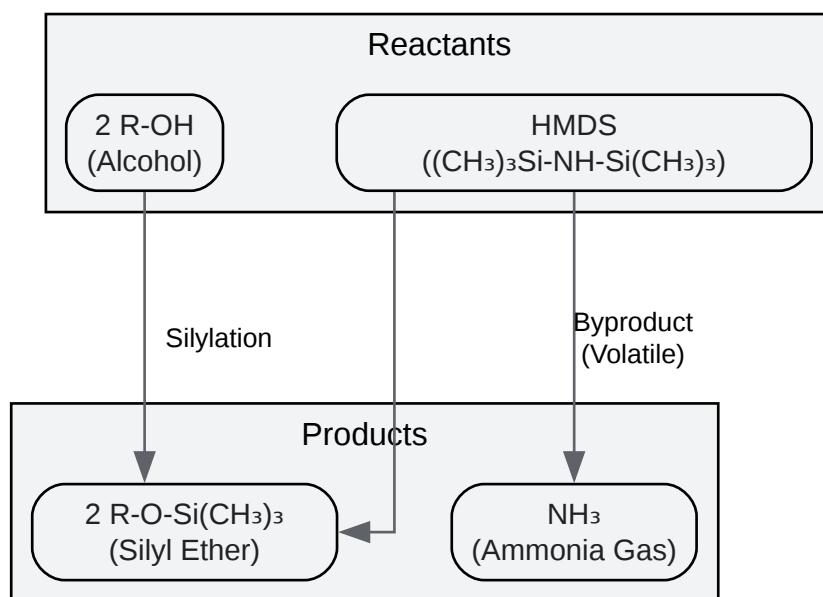 Reactants
2 R-OH
(Alcohol)
HMDS
((CH₃)₃Si-NH-Si(CH₃)₃)
Silylation
Byproduct
(Volatile)
Products
2 R-O-Si(CH₃)₃
(Silyl Ether)
NH₃
(Ammonia Gas)